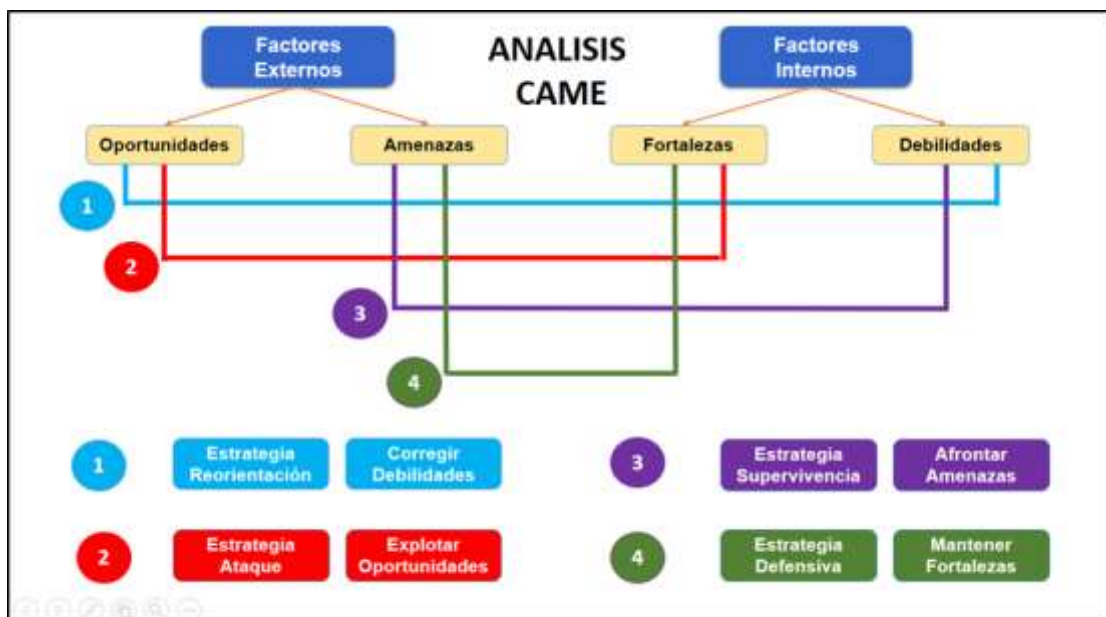 Factores
Externos
ANALISIS
CAME
Factores
Internos
Oportunidades
Amenazas
Fortalezas
Debilidades
1
2
3
4
1
Estrategia
Reorientación
Corregir
Debilidades
3
Estrategia
Supervivencia
Afrontar
Amenazas
2
Estrategia
Ataque
Explotar
Oportunidades
4
Estrategia
Defensiva
Mantener
Fortalezas